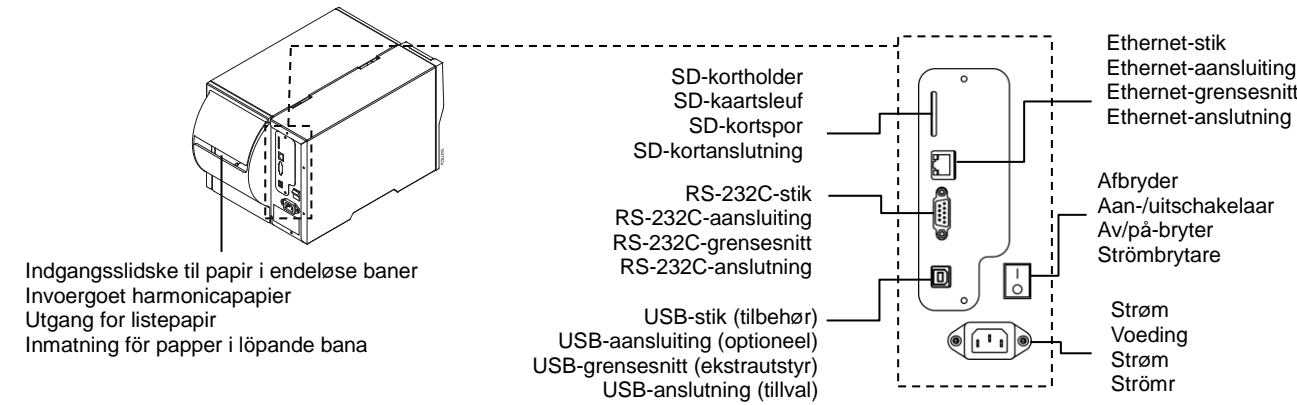 SD-kortholder
SD-kaartsleuf
SD-kortspor
SD-kortanslutning
RS-232C-stik
RS-232C-aansluiting
RS-232C-grensesnitt
RS-232C-anslutning
USB-stik (tilbehør)
USB-aansluiting (optioneel)
USB-grensesnitt (ekstrautstyr)
USB-anslutning (tillval)
Ethernet-stik
Ethernet-aansluiting
Ethernet-grensesnitt
Ethernet-anslutning
Afbryder
Aan-/uitschakelaar
Av/på-bryter
Strömbrytare
Strøm
Voeding
Strøm
Strömr
Indgangsslidske til papir i endeløse baner
Invoergoet harmonicapapier
Utgang for listepapir
Inmatning för papper i löpande bana